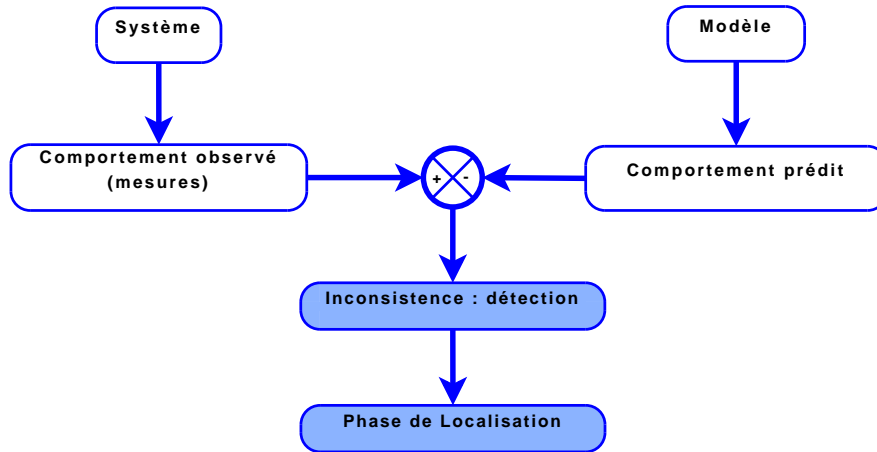 Système
Modèle
Comportement observé
(mesures)
Comportement prédit
+ -
Inconsistence : détection
Phase de Localisation